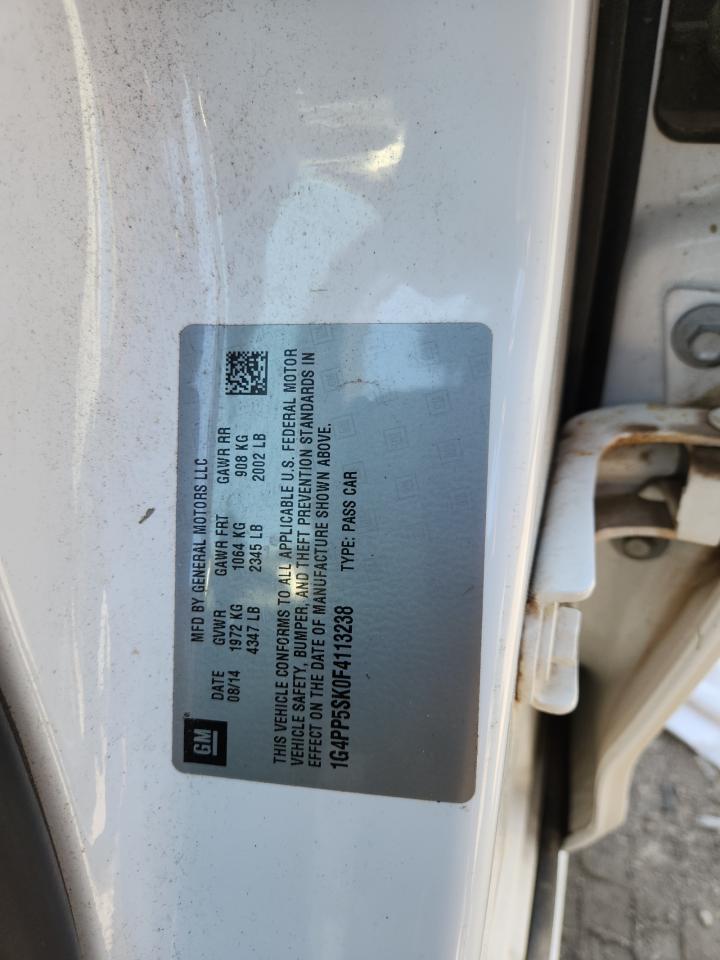 GM®
MFD BY GENERAL MOTORS LLC
DATE GVWR GAWR FRT GAWR RR
08/14 1972 KG 1064 KG 908 KG
4347 LB 2345 LB 2002 LB
THIS VEHICLE CONFORMS TO ALL APPLICABLE U.S. FEDERAL MOTOR
VEHICLE SAFETY, BUMPER, AND THEFT PREVENTION STANDARDS IN
EFFECT ON THE DATE OF MANUFACTURE SHOWN ABOVE.
1G4PP5SK0F4113238 TYPE: PASS CAR